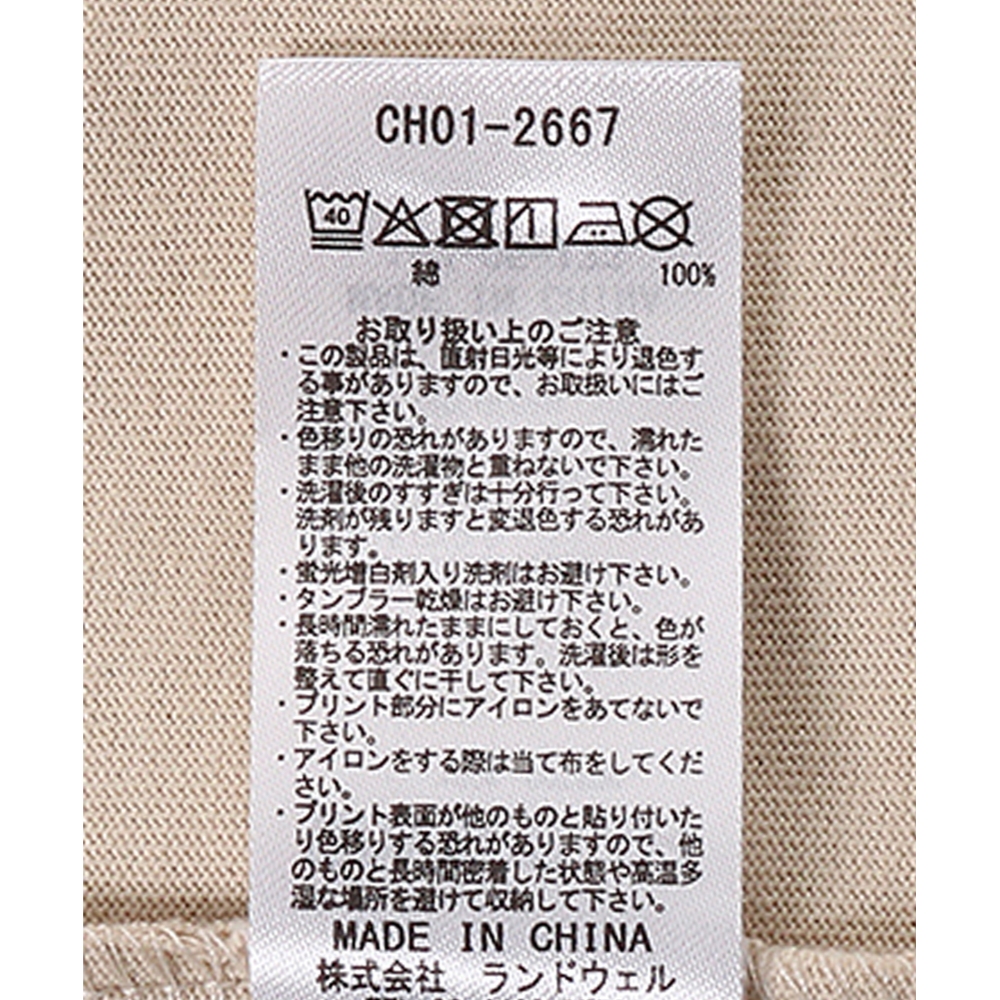 CH01-2667
40
綿 100%
お取り扱い上のご注意
・この製品は、直射日光等により退色す
る事がありますので、お取扱いにはご
注意下さい。
・色移りの恐れがありますので、濡れた
まま他の洗濯物と重ねないで下さい。
・洗濯後のすすぎは十分行って下さい。
洗剤が残りますと変退色する恐れがあ
ります。
・蛍光増白剤入り洗剤はお避け下さい。
・タンブラー乾燥はお避け下さい。
・長時間濡れたままにしておくと、色が
落ちる恐れがあります。洗濯後は形を
整えて直ぐに干して下さい。
・プリント部分にアイロンをあてないで
下さい。
・アイロンをする際は当て布をしてくだ
さい。
・プリント表面が他のものと貼り付いた
り色移りする恐れがありますので、他
のものと長時間密着した状態や高温多
湿な場所を避けて収納して下さい。
MADE IN CHINA
株式会社 ランドウェル